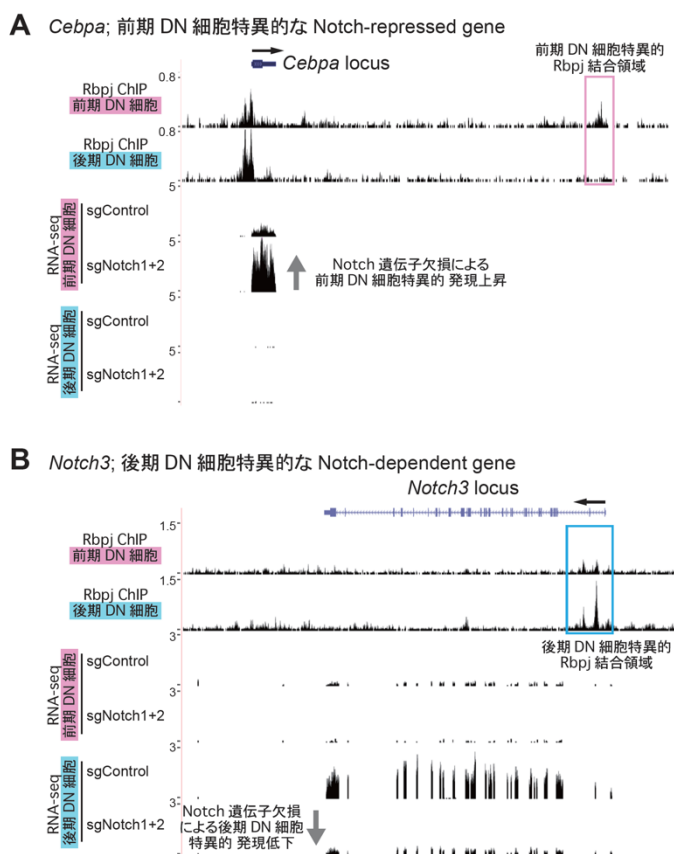 A Cebpa; 前期 DN 細胞特異的な Notch-repressed gene
Cebpa locus
前期 DN 細胞特異的
Rbpj 結合領域
0.8
Rbpj ChIP
前期DN 細胞
0.8
Rbpj ChIP
後期DN 細胞
5
RNA-seq
前期 DN 細胞
sgControl
5
sgNotch1+2
Notch 遺伝子欠損による
前期 DN 細胞特異的 発現上昇
5
RNA-seq
後期 DN 細胞
sgControl
5
sgNotch1+2
B Notch3; 後期 DN 細胞特異的な Notch-dependent gene
Notch3 locus
1.5
Rbpj ChIP
前期 DN 細胞
1.5
Rbpj ChIP
後期 DN 細胞
後期 DN 細胞特異的
Rbpj 結合領域
3
RNA-seq
前期 DN 細胞
sgControl
3
sgNotch1+2
3
RNA-seq
後期 DN 細胞
sgControl
3
sgNotch1+2
Notch 遺伝子欠損
による後期 DN 細胞
特異的 発現低下